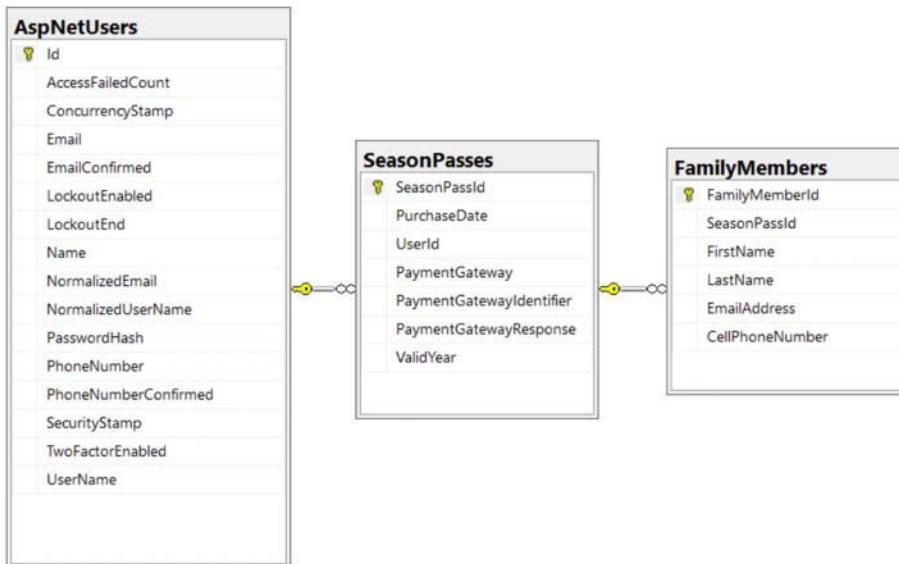 AspNetUsers
Id
AccessFailedCount
ConcurrencyStamp
Email
EmailConfirmed
LockoutEnabled
LockoutEnd
Name
NormalizedEmail
NormalizedUserName
PasswordHash
PhoneNumber
PhoneNumberConfirmed
SecurityStamp
TwoFactorEnabled
UserName
SeasonPasses
SeasonPassId
PurchaseDate
UserId
PaymentGateway
PaymentGatewayIdentifier
PaymentGatewayResponse
ValidYear
FamilyMembers
FamilyMemberId
SeasonPassId
FirstName
LastName
EmailAddress
CellPhoneNumber